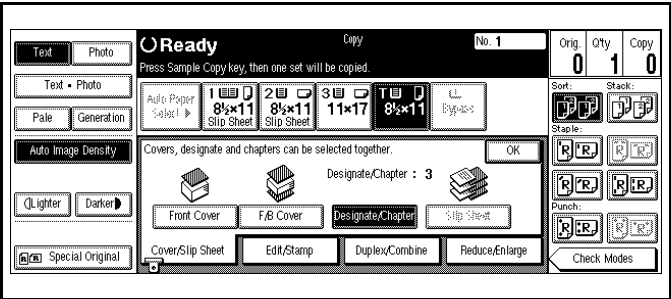 Text
Photo
Text • Photo
Pale
Generation
Auto Image Density
Lighter
Darker
Special Original
Ready
Copy
No. 1
Press Sample Copy key, then one set will be copied.
Auto Paper
Select
1
8½×11
Slip Sheet
2
8½×11
Slip Sheet
3
11×17
T
8½×11
Bypass
Covers, designate and chapters can be selected together.
OK
Designate/Chapter : 3
Front Cover
F/B Cover
Designate/Chapter
Slip Sheet
Cover/Slip Sheet
Edit/Stamp
Duplex/Combine
Reduce/Enlarge
Orig.
Q'ty
Copy
0
1
0
Sort:
Stack:
Staple:
Punch:
Check Modes